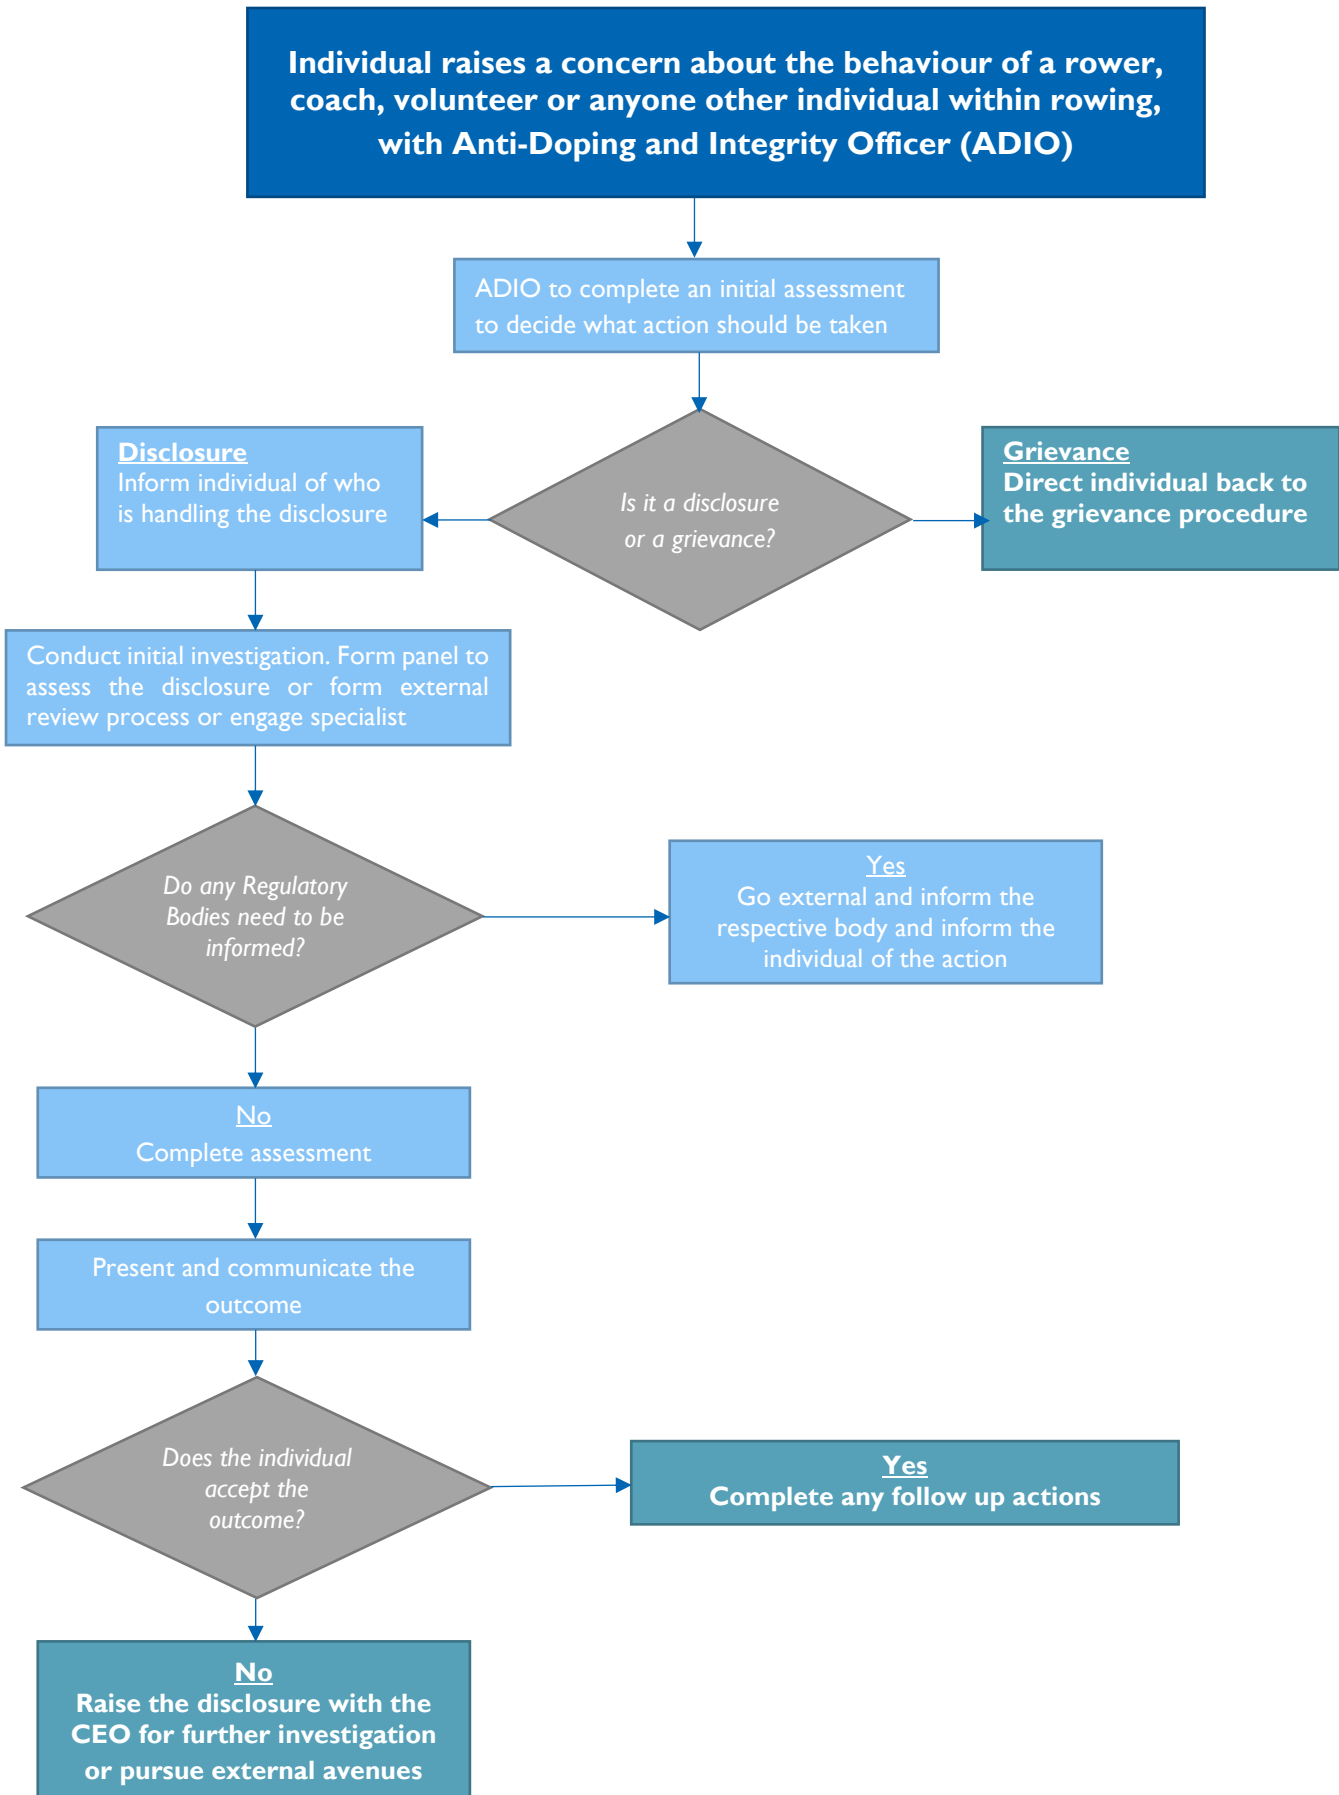 Individual raises a concern about the behaviour of a rower,
coach, volunteer or anyone other individual within rowing,
with Anti-Doping and Integrity Officer (ADIO)
ADIO to complete an initial assessment
to decide what action should be taken
Is it a disclosure
or a grievance?
Disclosure
Inform individual of who
is handling the disclosure
Grievance
Direct individual back to
the grievance procedure
Conduct initial investigation. Form panel to
assess the disclosure or form external
review process or engage specialist
Do any Regulatory
Bodies need to be
informed?
Yes
Go external and inform the
respective body and inform the
individual of the action
No
Complete assessment
Present and communicate the
outcome
Does the individual
accept the
outcome?
Yes
Complete any follow up actions
No
Raise the disclosure with the
CEO for further investigation
or pursue external avenues